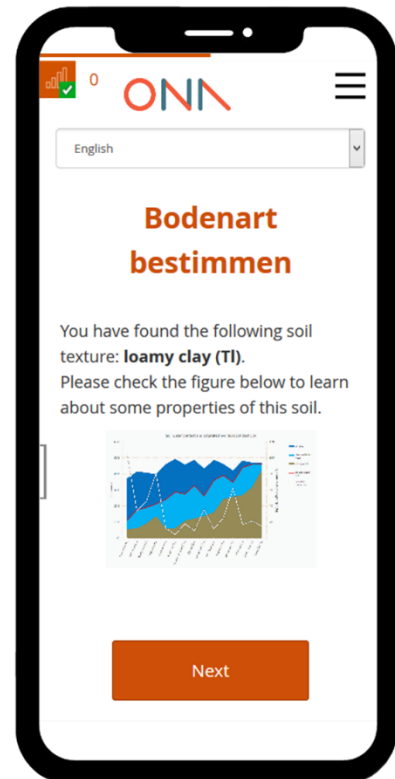 0
ONA
English
Bodenart
bestimmen
You have found the following soil
texture: loamy clay (Tl).
Please check the figure below to learn
about some properties of this soil.
Next